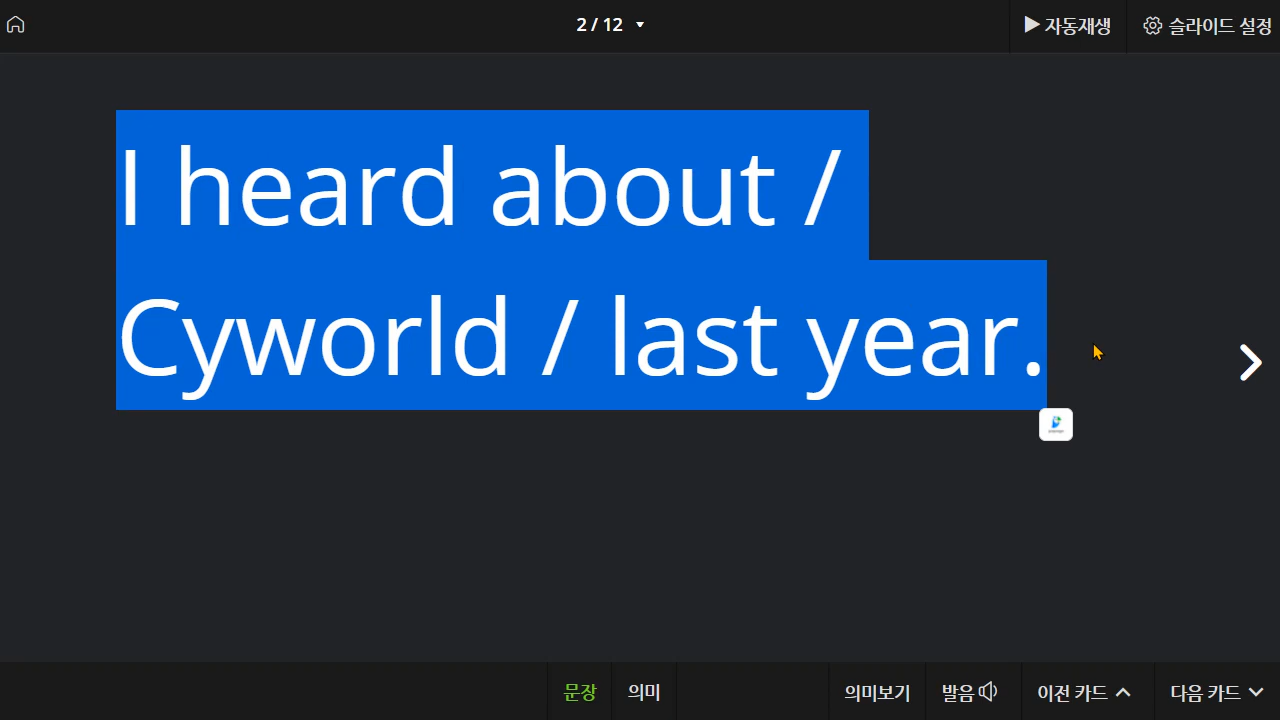 2 / 12
자동재생
슬라이드 설정
I heard about /
Cyworld / last year.
문장
의미
의미보기
발음
이전 카드
다음 카드